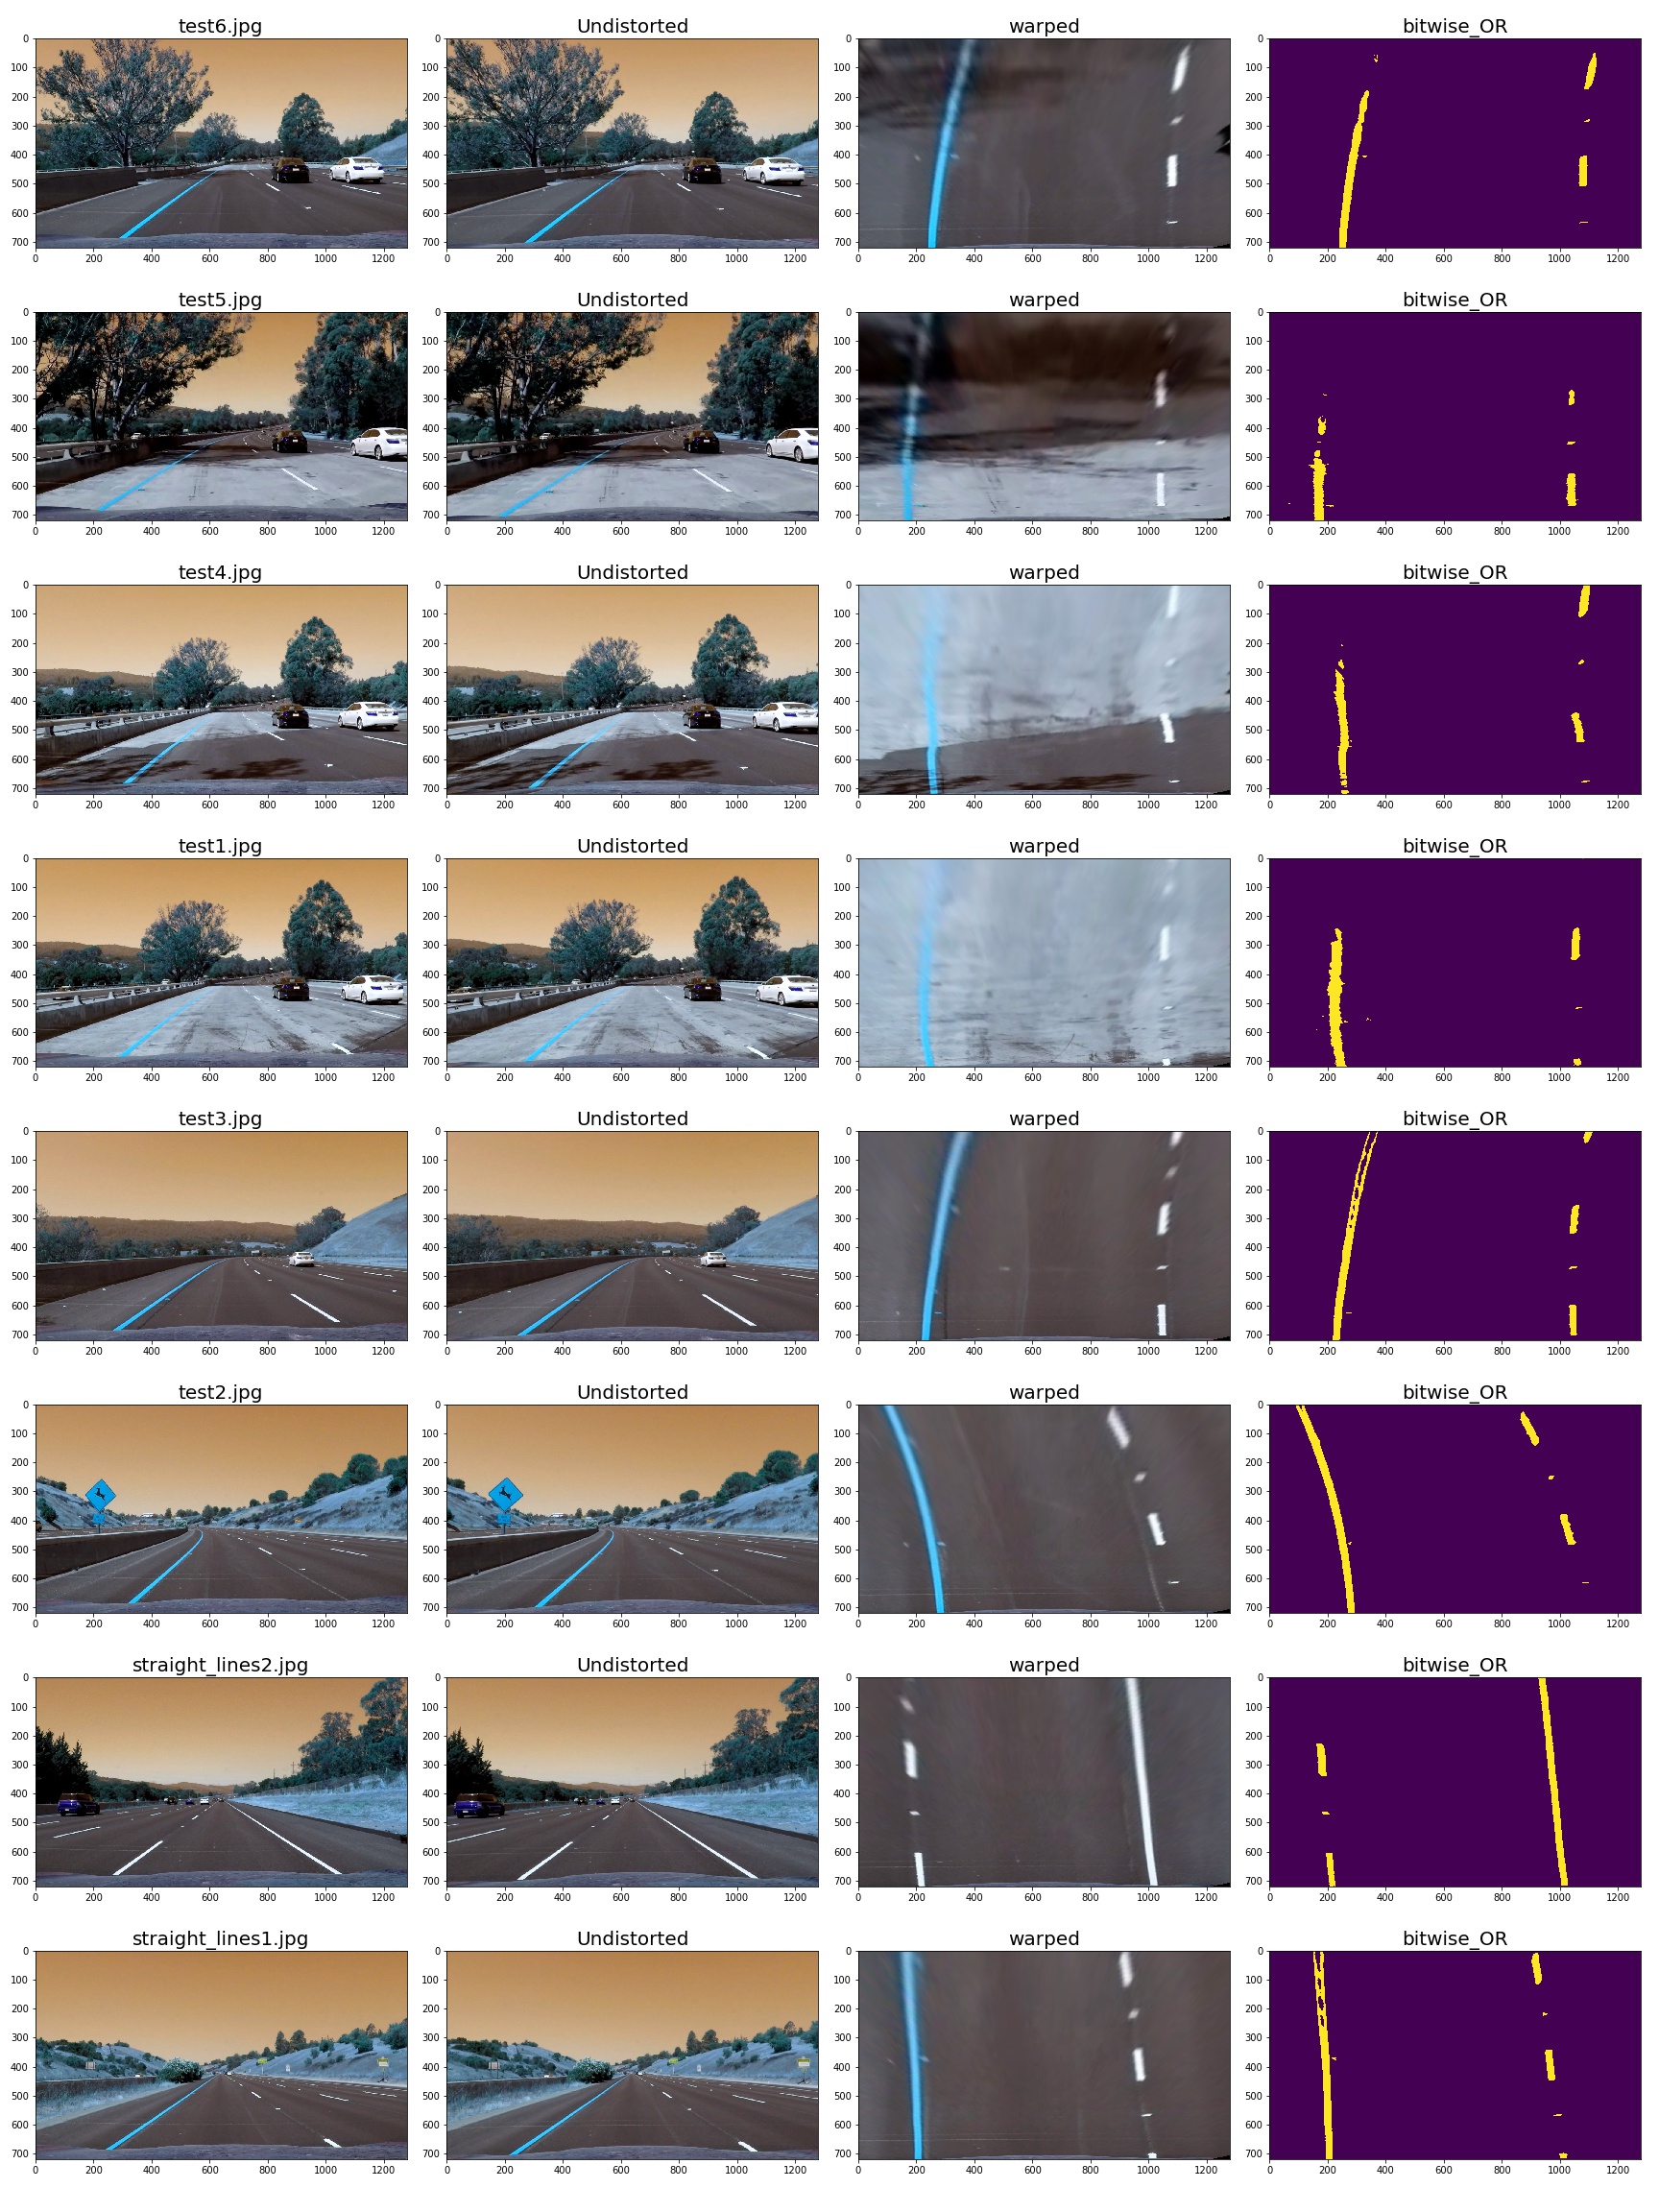 test6.jpg Undistorted warped bitwise_OR
0 0 0 0
100 100 100 100
200 200 200 200
300 300 300 300
400 400 400 400
500 500 500 500
600 600 600 600
700 700 700 700
0 200 400 600 800 1000 1200 0 200 400 600 800 1000 1200 0 200 400 600 800 1000 1200 0 200 400 600 800 1000 1200
test5.jpg Undistorted warped bitwise_OR
0 0 0 0
100 100 100 100
200 200 200 200
300 300 300 300
400 400 400 400
500 500 500 500
600 600 600 600
700 700 700 700
0 200 400 600 800 1000 1200 0 200 400 600 800 1000 1200 0 200 400 600 800 1000 1200 0 200 400 600 800 1000 1200
test4.jpg Undistorted warped bitwise_OR
0 0 0 0
100 100 100 100
200 200 200 200
300 300 300 300
400 400 400 400
500 500 500 500
600 600 600 600
700 700 700 700
0 200 400 600 800 1000 1200 0 200 400 600 800 1000 1200 0 200 400 600 800 1000 1200 0 200 400 600 800 1000 1200
test1.jpg Undistorted warped bitwise_OR
0 0 0 0
100 100 100 100
200 200 200 200
300 300 300 300
400 400 400 400
500 500 500 500
600 600 600 600
700 700 700 700
0 200 400 600 800 1000 1200 0 200 400 600 800 1000 1200 0 200 400 600 800 1000 1200 0 200 400 600 800 1000 1200
test3.jpg Undistorted warped bitwise_OR
0 0 0 0
100 100 100 100
200 200 200 200
300 300 300 300
400 400 400 400
500 500 500 500
600 600 600 600
700 700 700 700
0 200 400 600 800 1000 1200 0 200 400 600 800 1000 1200 0 200 400 600 800 1000 1200 0 200 400 600 800 1000 1200
test2.jpg Undistorted warped bitwise_OR
0 0 0 0
100 100 100 100
200 200 200 200
300 300 300 300
400 400 400 400
500 500 500 500
600 600 600 600
700 700 700 700
0 200 400 600 800 1000 1200 0 200 400 600 800 1000 1200 0 200 400 600 800 1000 1200 0 200 400 600 800 1000 1200
straight_lines2.jpg Undistorted warped bitwise_OR
0 0 0 0
100 100 100 100
200 200 200 200
300 300 300 300
400 400 400 400
500 500 500 500
600 600 600 600
700 700 700 700
0 200 400 600 800 1000 1200 0 200 400 600 800 1000 1200 0 200 400 600 800 1000 1200 0 200 400 600 800 1000 1200
straight_lines1.jpg Undistorted warped bitwise_OR
0 0 0 0
100 100 100 100
200 200 200 200
300 300 300 300
400 400 400 400
500 500 500 500
600 600 600 600
700 700 700 700
0 200 400 600 800 1000 1200 0 200 400 600 800 1000 1200 0 200 400 600 800 1000 1200 0 200 400 600 800 1000 1200